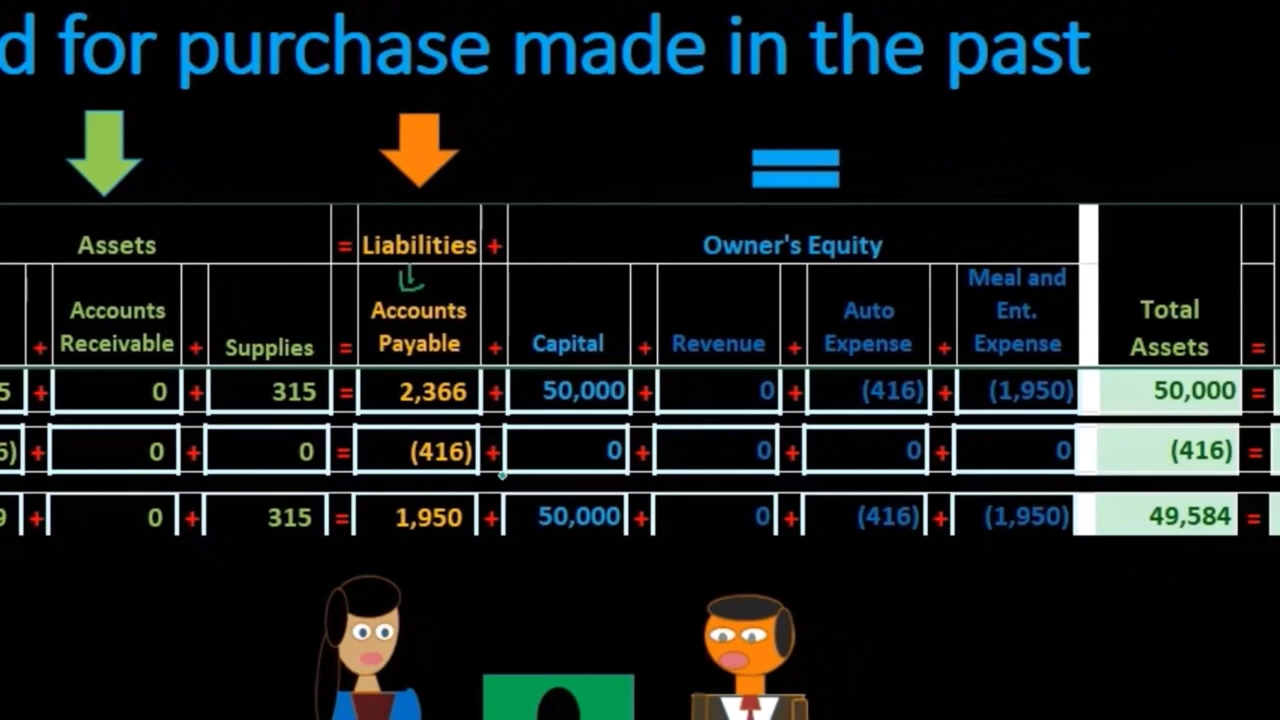 d for purchase made in the past
Assets = Liabilities + Owner's Equity
+ Accounts Receivable + Supplies = Accounts Payable + Capital + Revenue + Auto Expense + Meal and Ent. Expense Total Assets =
5 + 0 + 315 = 2,366 + 50,000 + 0 + (416) + (1,950) 50,000 =
) + 0 + 0 = (416) + 0 + 0 + 0 + 0 (416) =
9 + 0 + 315 = 1,950 + 50,000 + 0 + (416) + (1,950) 49,584 =